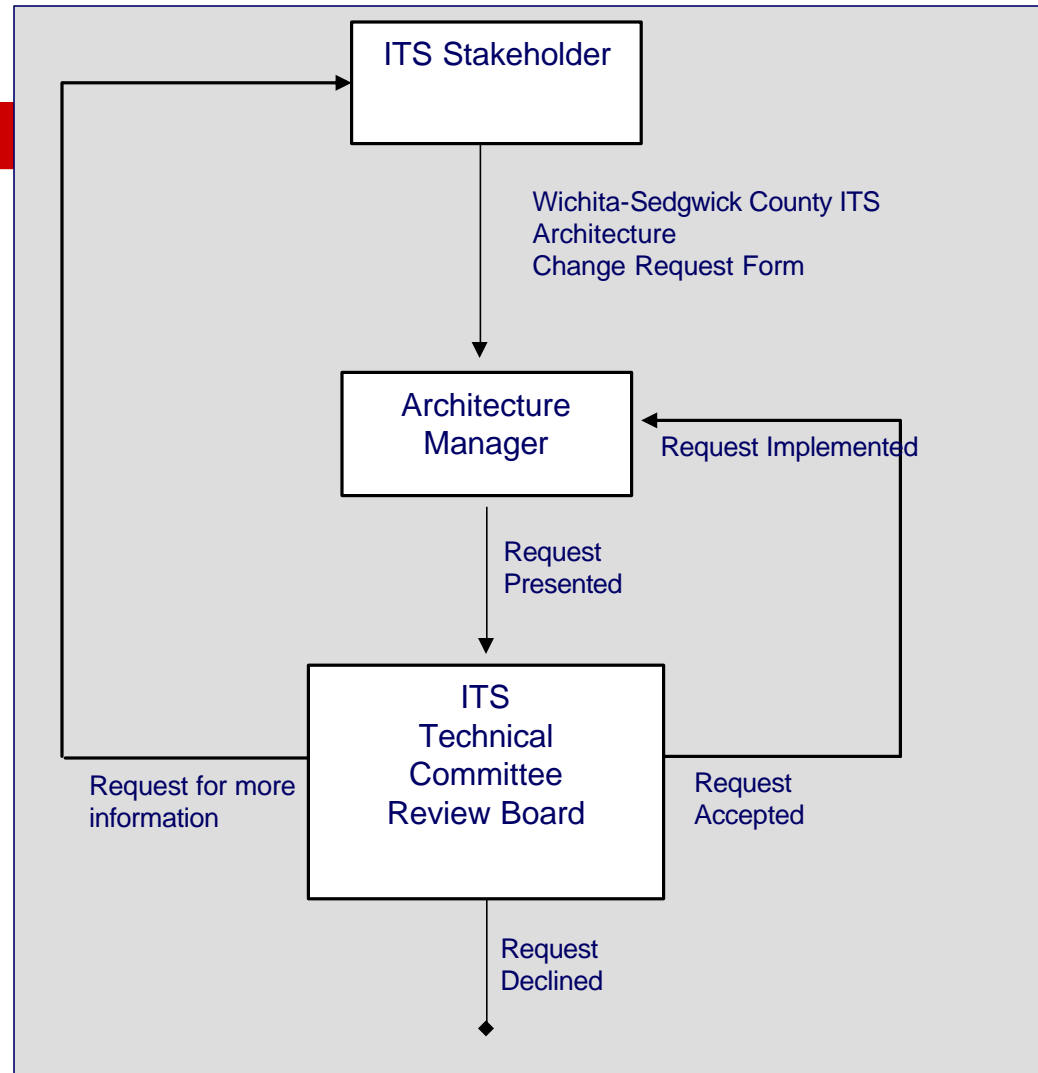 ITS Stakeholder
Wichita-Sedgwick County ITS
Architecture
Change Request Form
Architecture
Manager
Request Implemented
Request
Presented
ITS
Technical
Committee
Review Board
Request for more
information
Request
Accepted
Request
Declined